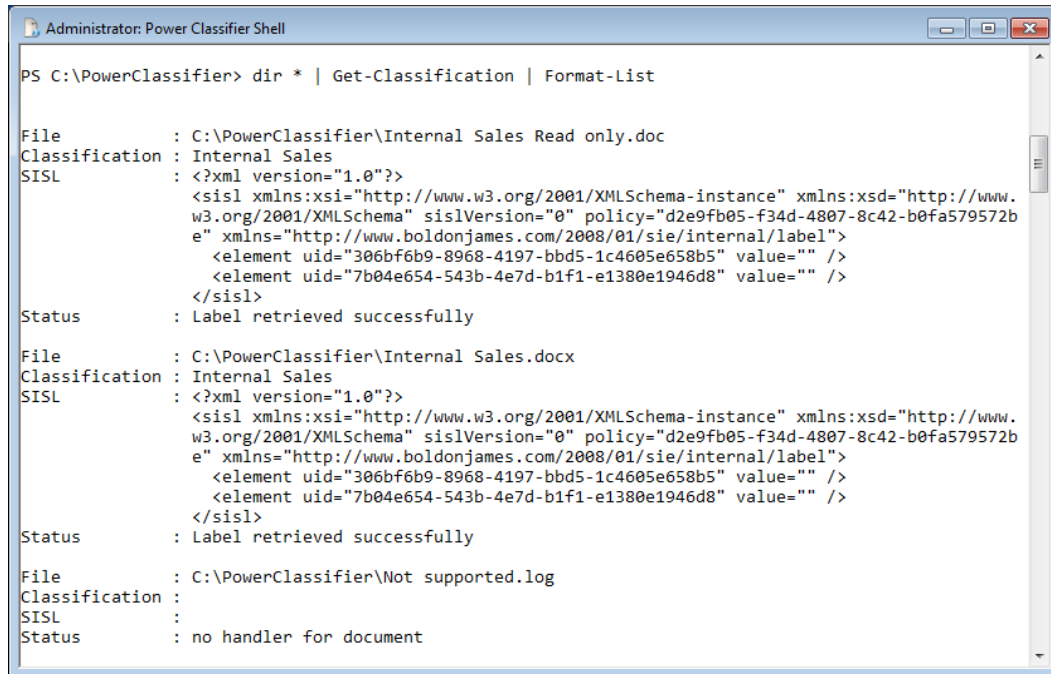 Administrator: Power Classifier Shell
PS C:\PowerClassifier> dir * | Get-Classification | Format-List
File : C:\PowerClassifier\Internal Sales Read only.doc
Classification : Internal Sales
SISL : <?xml version="1.0"?>
<sisl xmlns:xsi="http://www.w3.org/2001/XMLSchema-instance" xmlns:xsd="http://www.
w3.org/2001/XMLSchema" sislVersion="0" policy="d2e9fb05-f34d-4807-8c42-b0fa579572b
e" xmlns="http://www.boldonjames.com/2008/01/sie/internal/label">
<element uid="306bf6b9-8968-4197-bbd5-1c4605e658b5" value="" />
<element uid="7b04e654-543b-4e7d-b1f1-e1380e1946d8" value="" />
</sisl>
Status : Label retrieved successfully
File : C:\PowerClassifier\Internal Sales.docx
Classification : Internal Sales
SISL : <?xml version="1.0"?>
<sisl xmlns:xsi="http://www.w3.org/2001/XMLSchema-instance" xmlns:xsd="http://www.
w3.org/2001/XMLSchema" sislVersion="0" policy="d2e9fb05-f34d-4807-8c42-b0fa579572b
e" xmlns="http://www.boldonjames.com/2008/01/sie/internal/label">
<element uid="306bf6b9-8968-4197-bbd5-1c4605e658b5" value="" />
<element uid="7b04e654-543b-4e7d-b1f1-e1380e1946d8" value="" />
</sisl>
Status : Label retrieved successfully
File : C:\PowerClassifier\Not supported.log
Classification :
SISL :
Status : no handler for document